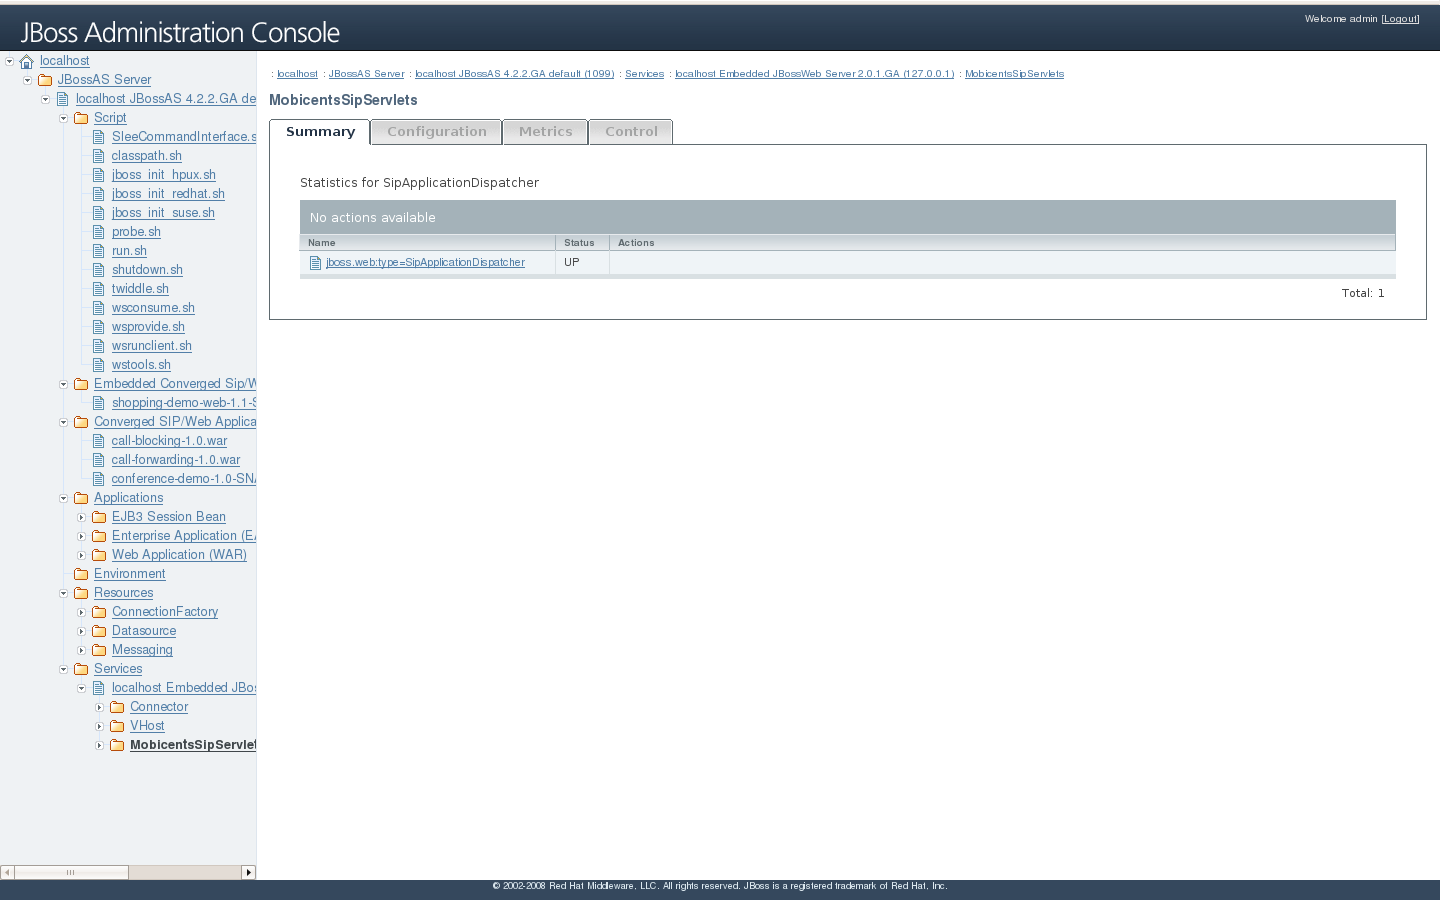 JBoss Administration Console
Welcome admin [Logout]
localhost
JBossAS Server
localhost JBossAS 4.2.2.GA de
Script
SleeCommandInterface.s
classpath.sh
jboss_init_hpux.sh
jboss_init_redhat.sh
jboss_init_suse.sh
probe.sh
run.sh
shutdown.sh
twiddle.sh
wsconsume.sh
wsprovide.sh
wsrunclient.sh
wstools.sh
Embedded Converged Sip/W
shopping-demo-web-1.1-S
Converged SIP/Web Applica
call-blocking-1.0.war
call-forwarding-1.0.war
conference-demo-1.0-SNA
Applications
EJB3 Session Bean
Enterprise Application (EA
Web Application (WAR)
Environment
Resources
ConnectionFactory
Datasource
Messaging
Services
localhost Embedded JBos
Connector
VHost
MobicentsSipServlet
: localhost : JBossAS Server : localhost JBossAS 4.2.2.GA default (1099) : Services : localhost Embedded JBossWeb Server 2.0.1.GA (127.0.0.1) : MobicentsSipServlets
MobicentsSipServlets
Summary Configuration Metrics Control
Statistics for SipApplicationDispatcher
No actions available
Name Status Actions
jboss.web:type=SipApplicationDispatcher UP
Total: 1
© 2002-2008 Red Hat Middleware, LLC. All rights reserved. JBoss is a registered trademark of Red Hat, Inc.